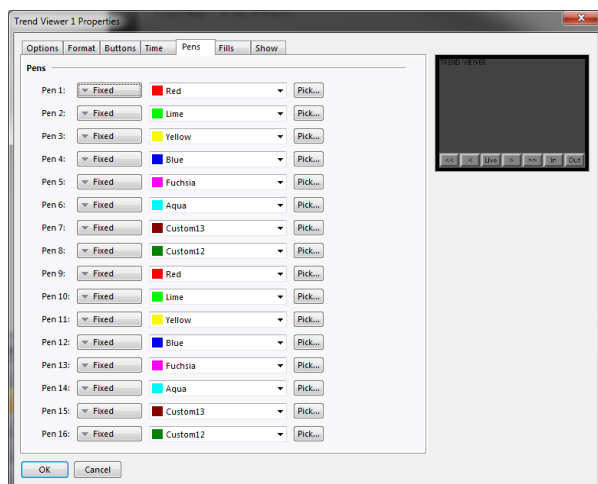 Trend Viewer 1 Properties
Options Format Buttons Time Pens Fills Show
Pens
Pen 1: Fixed Red Pick...
Pen 2: Fixed Lime Pick...
Pen 3: Fixed Yellow Pick...
Pen 4: Fixed Blue Pick...
Pen 5: Fixed Fuchsia Pick...
Pen 6: Fixed Aqua Pick...
Pen 7: Fixed Custom13 Pick...
Pen 8: Fixed Custom12 Pick...
Pen 9: Fixed Red Pick...
Pen 10: Fixed Lime Pick...
Pen 11: Fixed Yellow Pick...
Pen 12: Fixed Blue Pick...
Pen 13: Fixed Fuchsia Pick...
Pen 14: Fixed Aqua Pick...
Pen 15: Fixed Custom13 Pick...
Pen 16: Fixed Custom12 Pick...
OK Cancel
TREND VIEWER
<< < Live > >> In Out